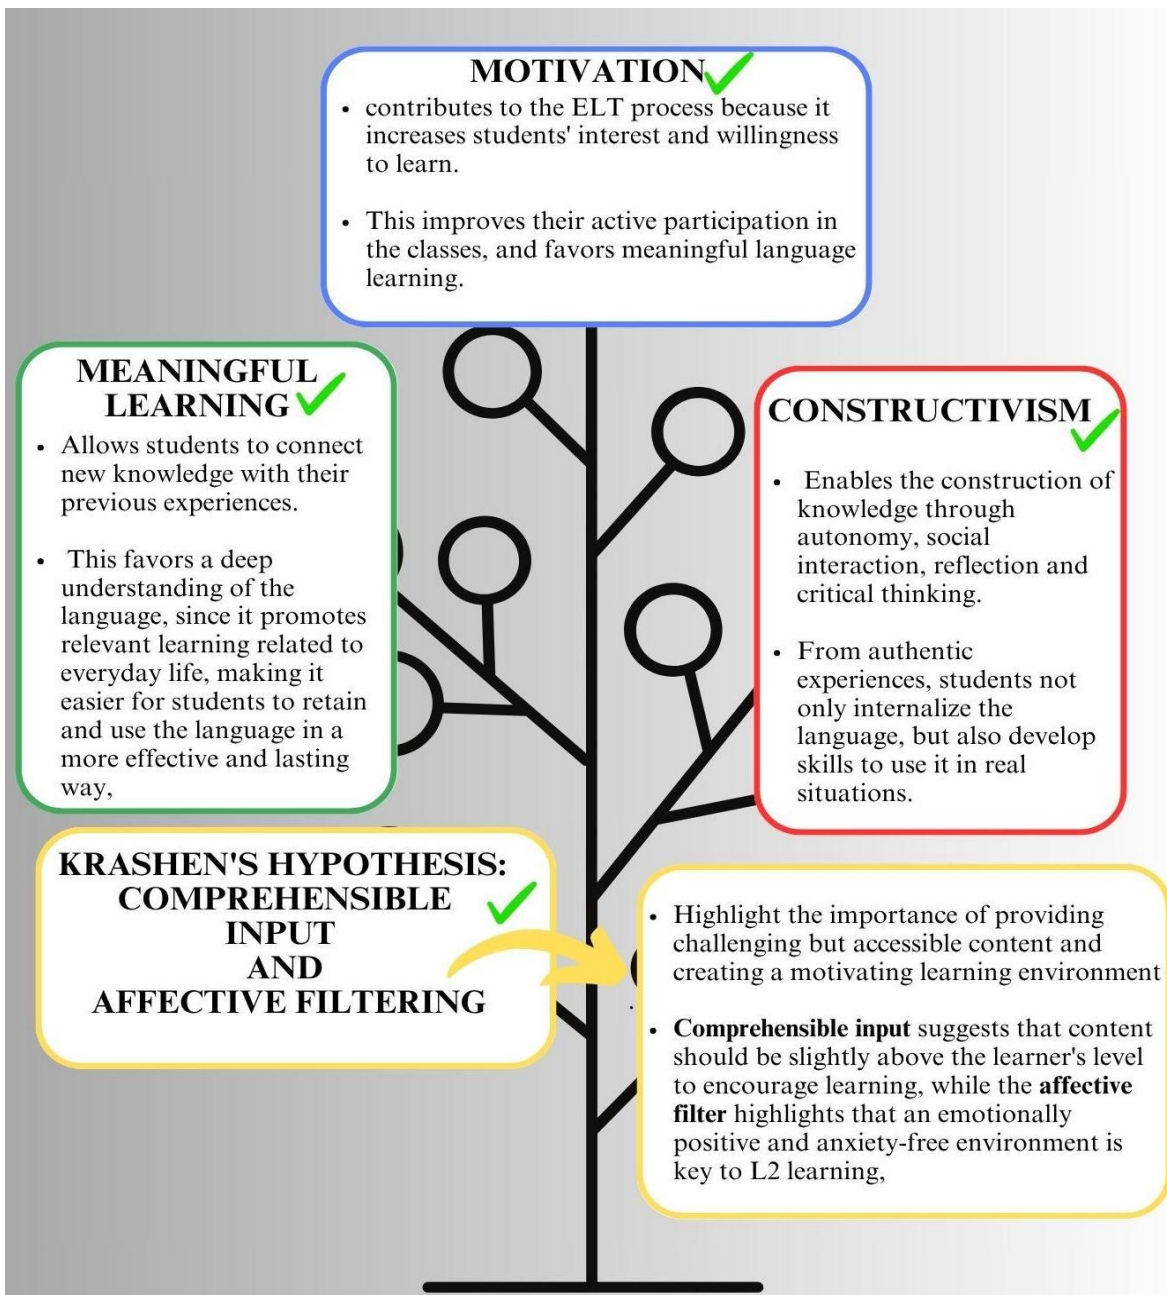 MOTIVATION
• contributes to the ELT process because it
increases students' interest and willingness
to learn.
• This improves their active participation in
the classes, and favors meaningful language
learning.
MEANINGFUL
LEARNING
• Allows students to connect
new knowledge with their
previous experiences.
• This favors a deep
understanding of the
language, since it promotes
relevant learning related to
everyday life, making it
easier for students to retain
and use the language in a
more effective and lasting
way,
CONSTRUCTIVISM
• Enables the construction of
knowledge through
autonomy, social
interaction, reflection and
critical thinking.
• From authentic
experiences, students not
only internalize the
language, but also develop
skills to use it in real
situations.
KRASHEN'S HYPOTHESIS:
COMPREHENSIBLE
INPUT
AND
AFFECTIVE FILTERING
• Highlight the importance of providing
challenging but accessible content and
creating a motivating learning environment
.
• Comprehensible input suggests that content
should be slightly above the learner's level
to encourage learning, while the affective
filter highlights that an emotionally
positive and anxiety-free environment is
key to L2 learning,